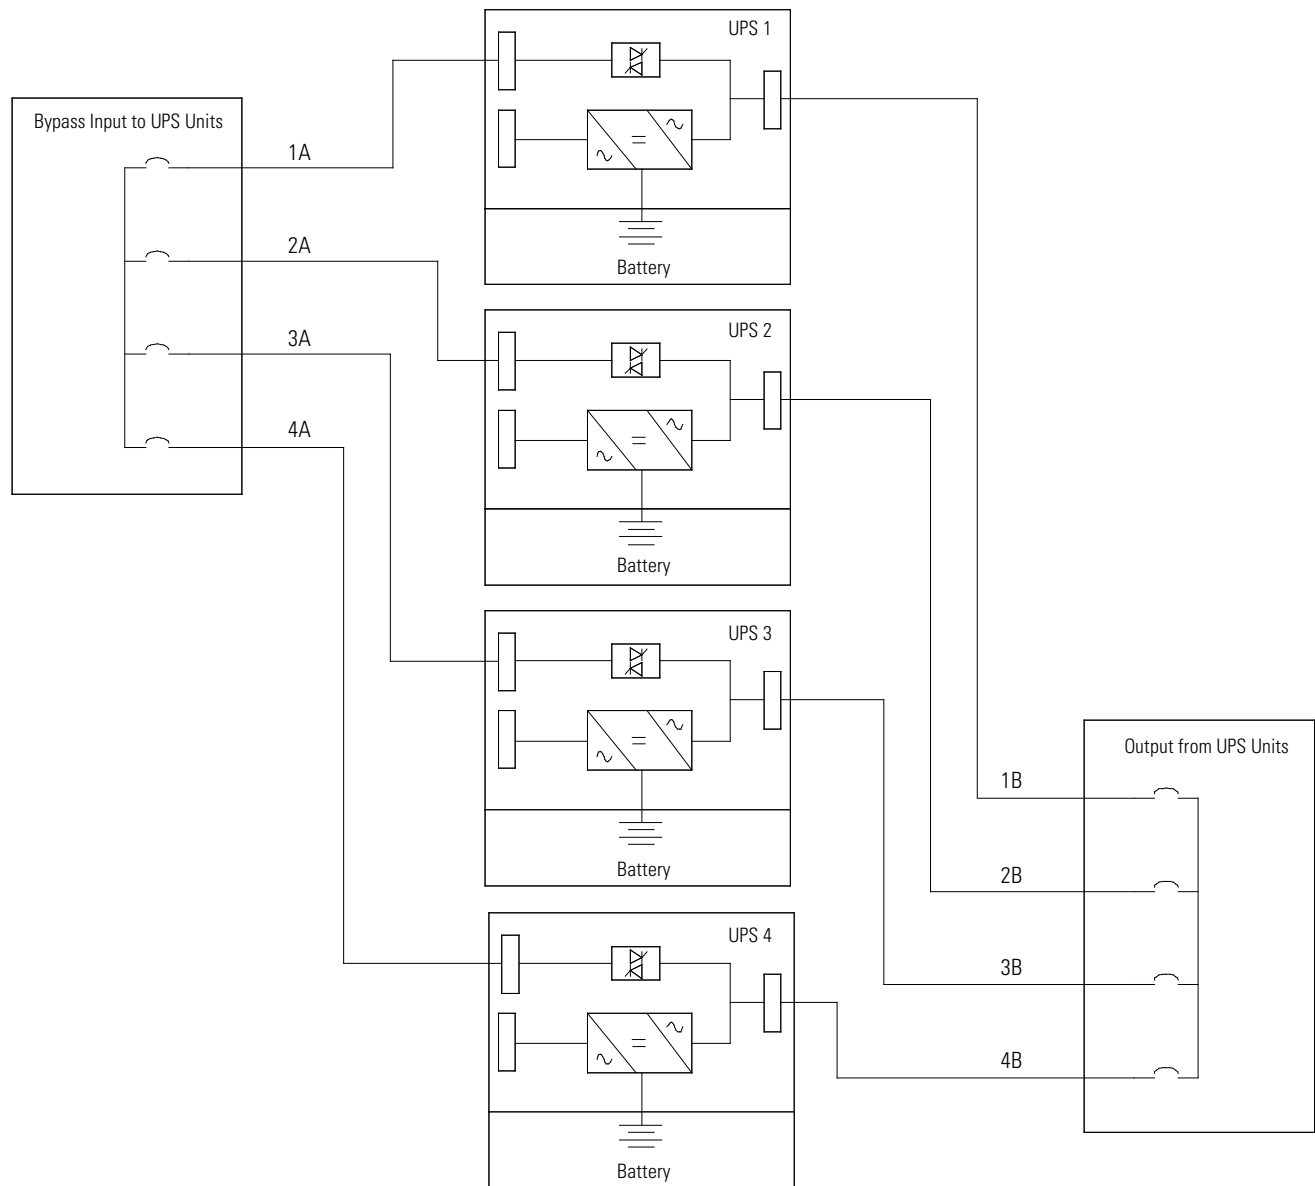 UPS 1
Bypass Input to UPS Units
1A
2A
Battery
UPS 2
3A
4A
Battery
UPS 3
Output from UPS Units
1B
Battery
2B
UPS 4
3B
4B
Battery